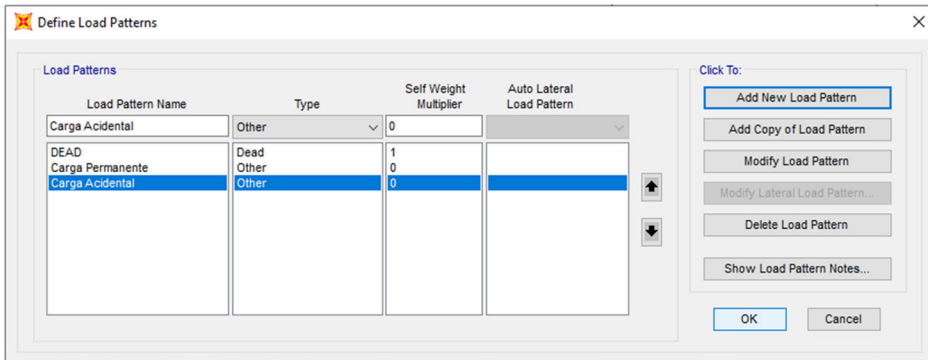 Define Load Patterns
Load Patterns
Click To:
Load Pattern Name
Type
Self Weight
Multiplier
Auto Lateral
Load Pattern
Carga Acidental Other 0
DEAD Dead 1
Carga Permanente Other 0
Carga Acidental Other 0
Add New Load Pattern
Add Copy of Load Pattern
Modify Load Pattern
Modify Lateral Load Pattern...
Delete Load Pattern
Show Load Pattern Notes...
OK Cancel